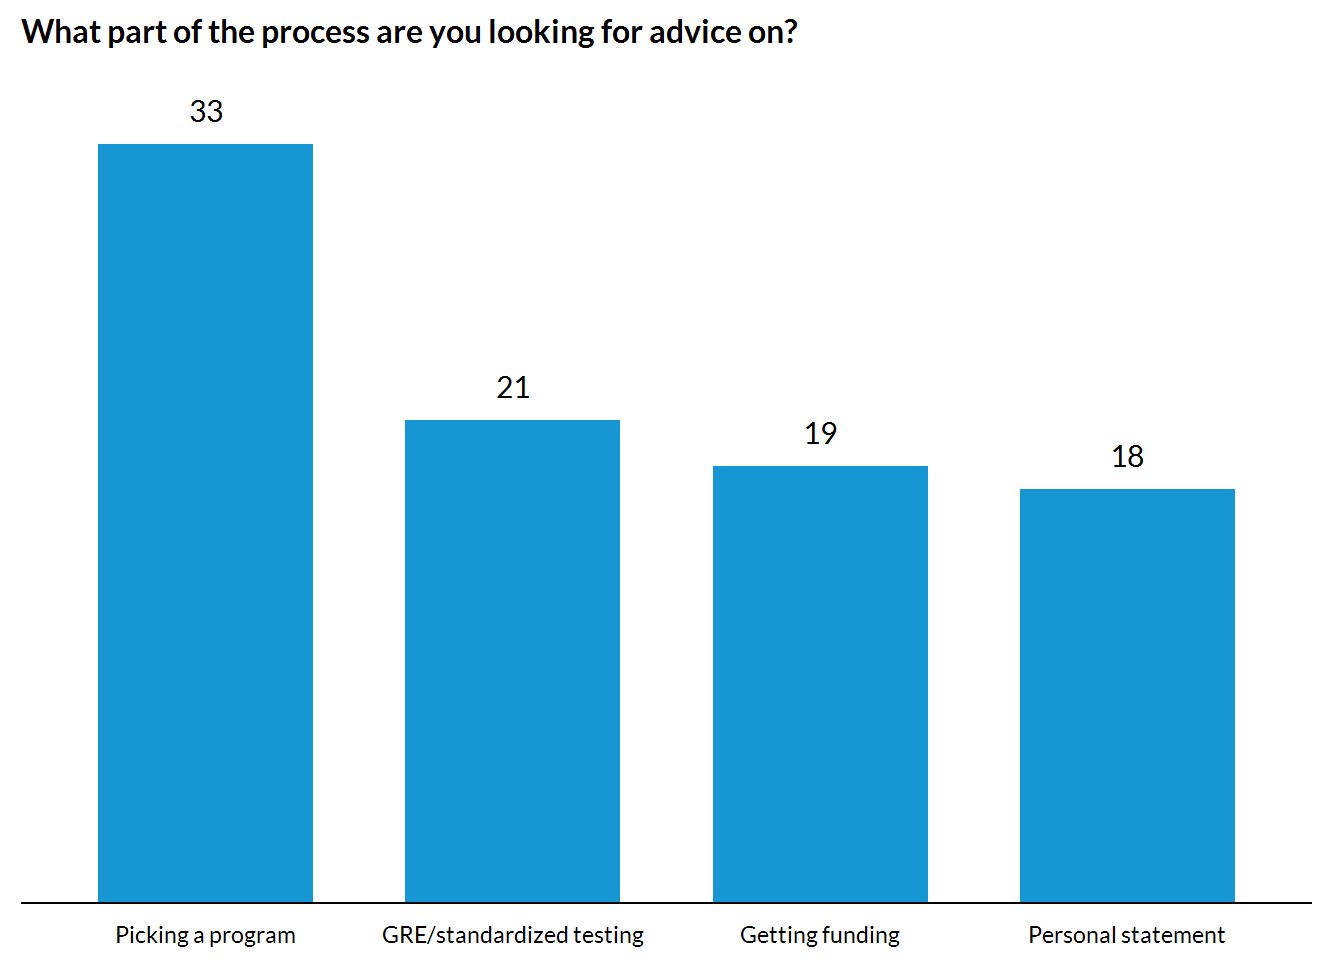 What part of the process are you looking for advice on?
33
21
19
18
Picking a program
GRE/standardized testing
Getting funding
Personal statement